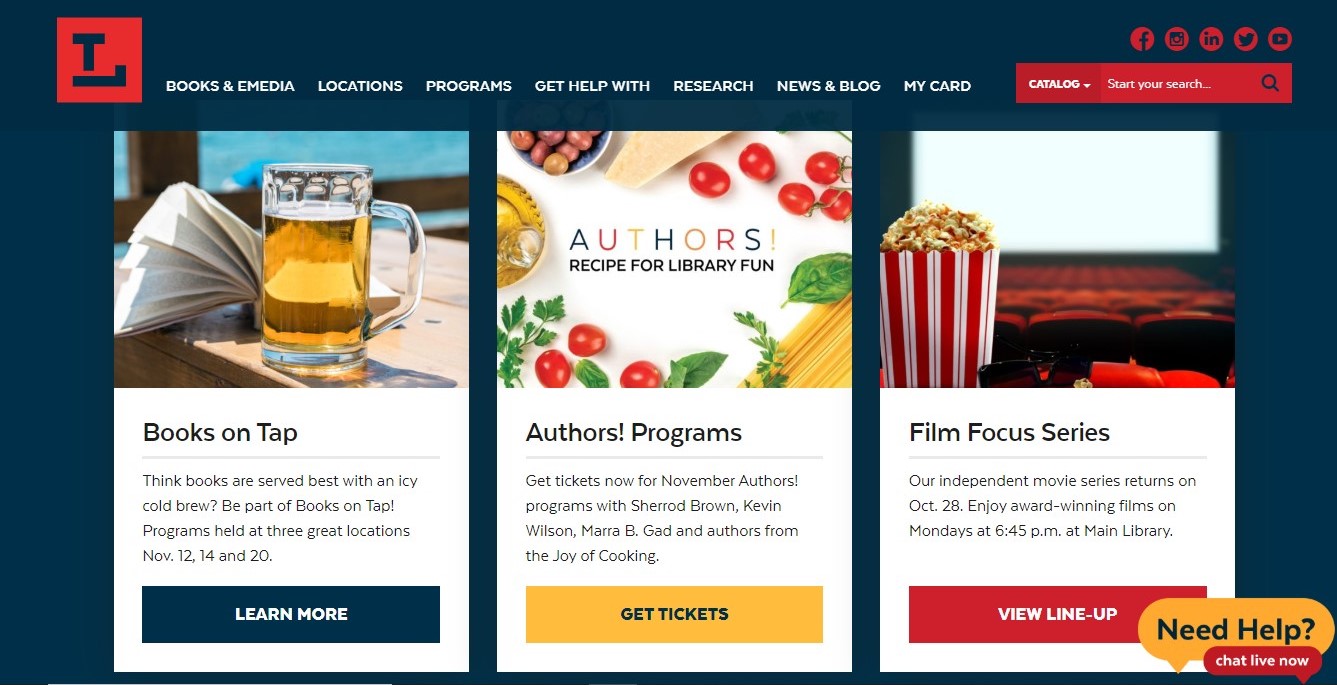 TL
BOOKS & EMEDIA LOCATIONS PROGRAMS GET HELP WITH RESEARCH NEWS & BLOG MY CARD
CATALOG Start your search...
AUTHORS!
RECIPE FOR LIBRARY FUN
Books on Tap
Think books are served best with an icy
cold brew? Be part of Books on Tap!
Programs held at three great locations
Nov. 12, 14 and 20.
LEARN MORE
Authors! Programs
Get tickets now for November Authors!
programs with Sherrod Brown, Kevin
Wilson, Marra B. Gad and authors from
the Joy of Cooking.
GET TICKETS
Film Focus Series
Our independent movie series returns on
Oct. 28. Enjoy award-winning films on
Mondays at 6:45 p.m. at Main Library.
VIEW LINE-UP
Need Help?
chat live now